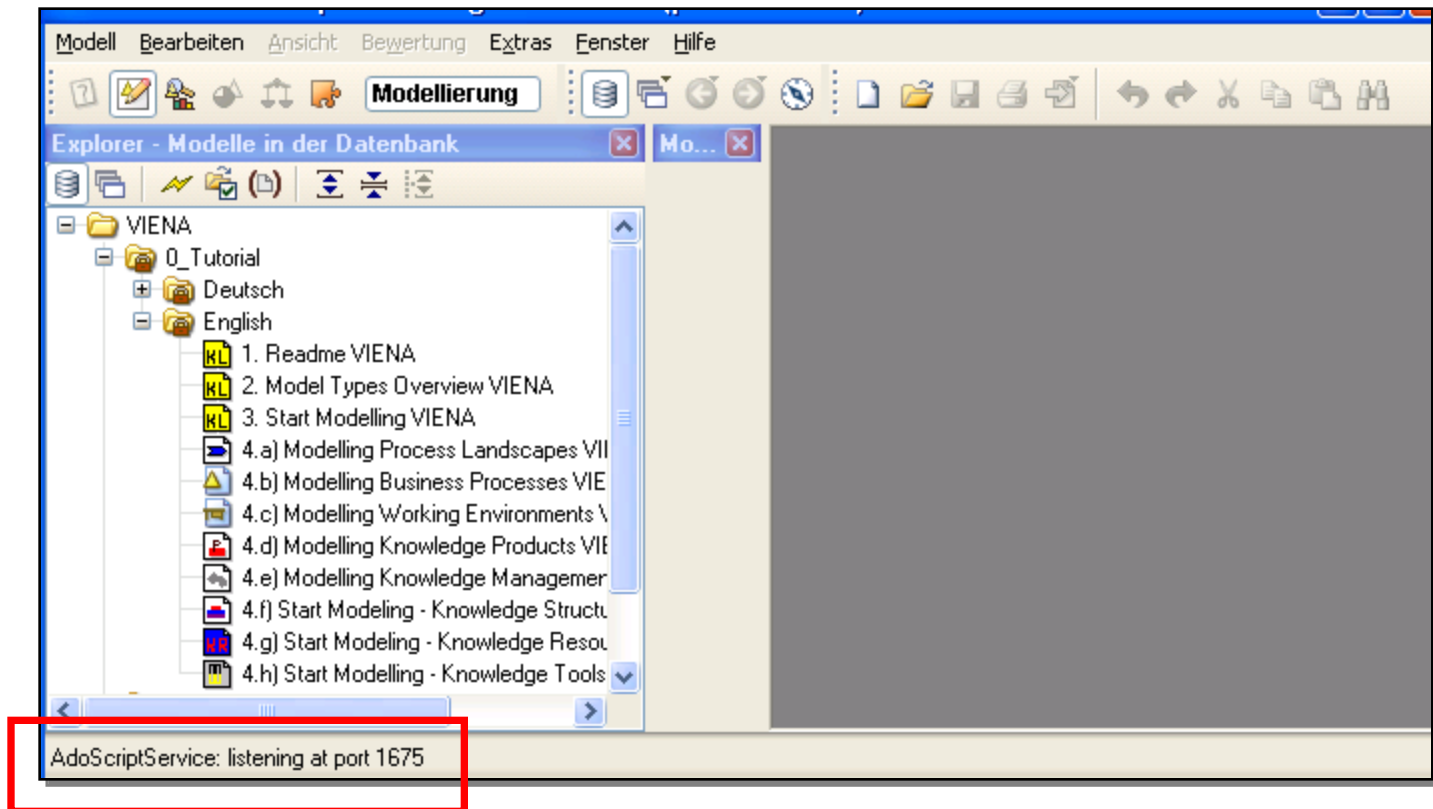 Modell Bearbeiten Ansicht Bewertung Extras Fenster Hilfe
Modellierung
Explorer - Modelle in der Datenbank
Mo...
VIENA
0_Tutorial
Deutsch
English
1. Readme VIENA
2. Model Types Overview VIENA
3. Start Modelling VIENA
4.a) Modelling Process Landscapes VII
4.b) Modelling Business Processes VIE
4.c) Modelling Working Environments V
4.d) Modelling Knowledge Products VIE
4.e) Modelling Knowledge Managemen
4.f) Start Modeling - Knowledge Structu
4.g) Start Modeling - Knowledge Resou
4.h) Start Modelling - Knowledge Tools
AdoScriptService: listening at port 1675